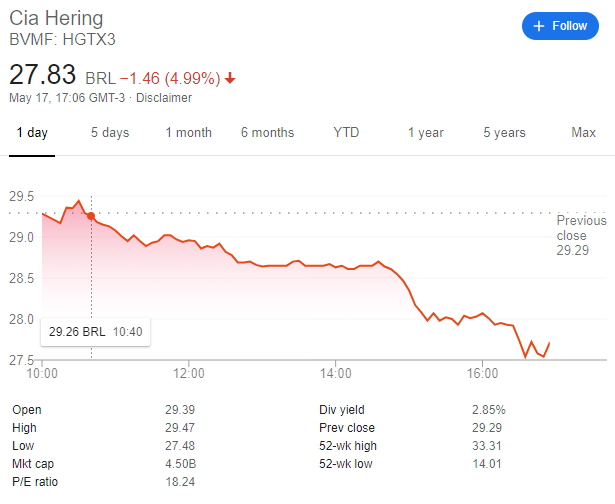 Cia Hering
BVMF: HGTX3
+ Follow
27.83 BRL −1.46 (4.99%)
May 17, 17:06 GMT-3 · Disclaimer
1 day 5 days 1 month 6 months YTD 1 year 5 years Max
29.5
29.0
28.5
28.0
27.5
Previous
close
29.29
29.26 BRL 10:40
10:00 12:00 14:00 16:00
Open 29.39 Div yield 2.85%
High 29.47 Prev close 29.29
Low 27.48 52-wk high 33.31
Mkt cap 4.50B 52-wk low 14.01
P/E ratio 18.24